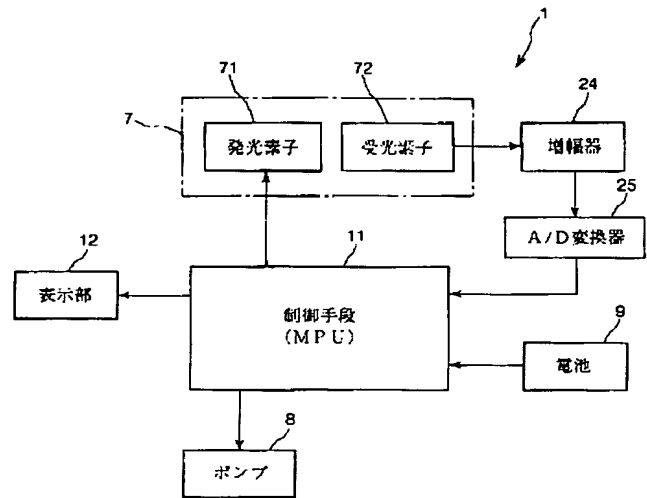 1
71
72
24
7
発光素子
受光素子
増幅器
25
A/D変換器
12
11
表示部
制御手段
(MPU)
9
電池
8
ポンプ